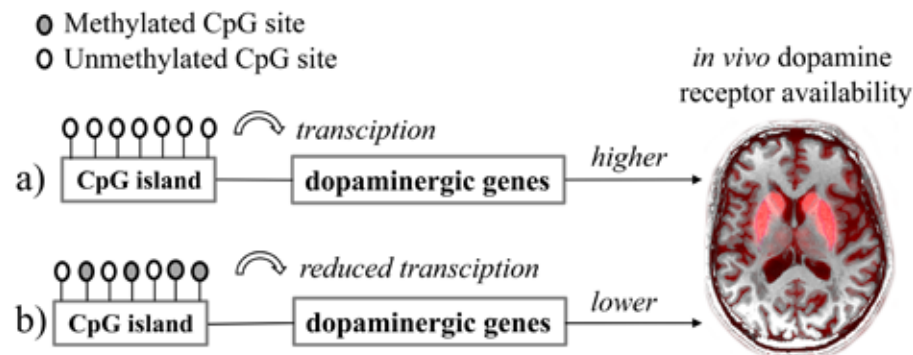 Methylated CpG site
Unmethylated CpG site
in vivo dopamine
receptor availability
transciption
higher
a)
CpG island
dopaminergic genes
reduced transciption
lower
b)
CpG island
dopaminergic genes